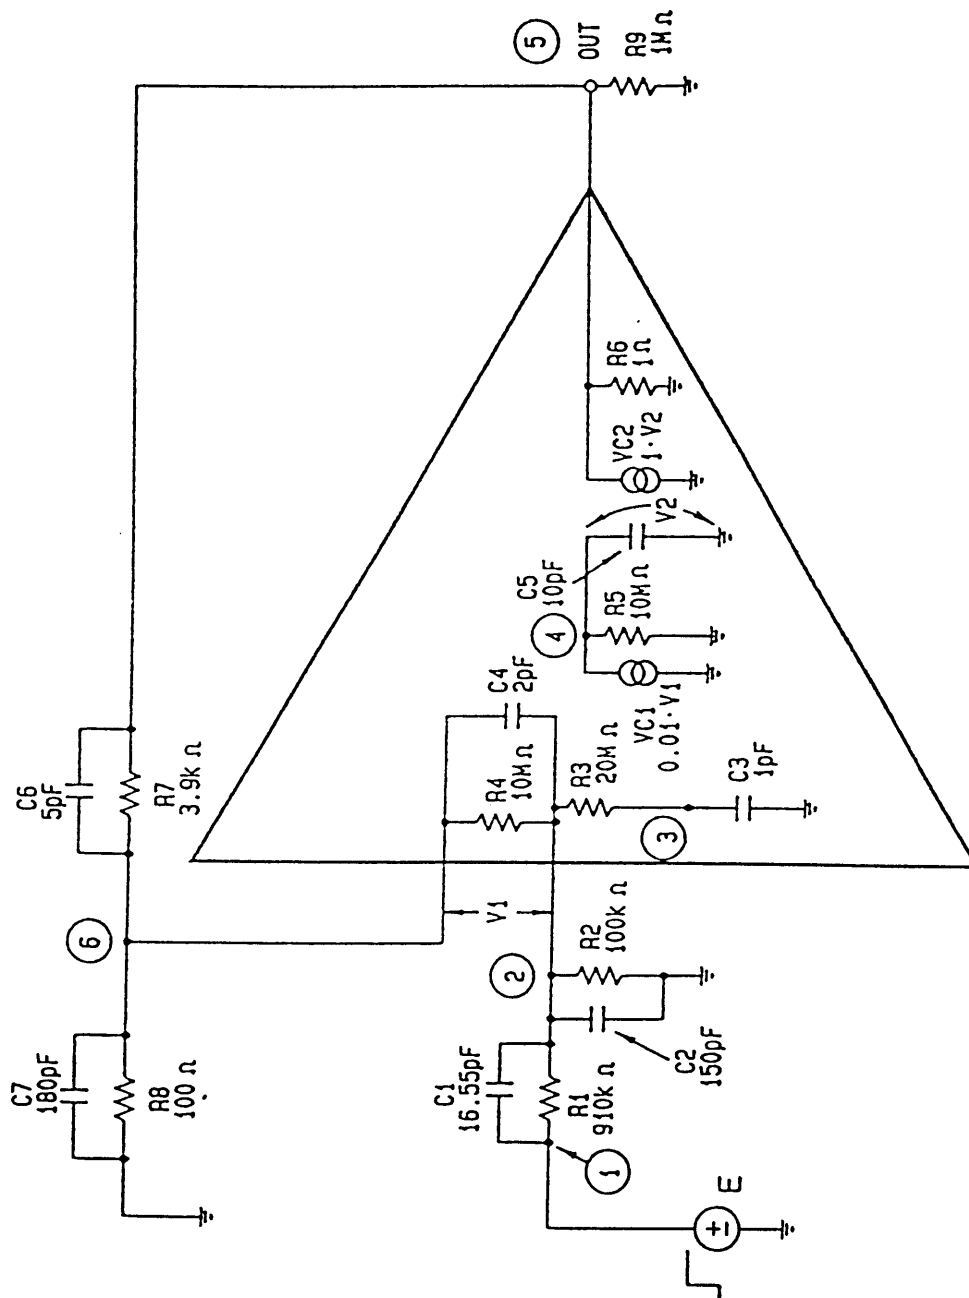 C7
180pF
R8
100Ω
6
C6
5pF
R7
3.9kΩ
5
OUT
R9
1MΩ
V1
R4
10MΩ
C4
2pF
4
C5
10pF
R5
10MΩ
V2
VC2
1·V2
R6
1Ω
VC1
0.01·V1
R3
20MΩ
3
C3
1pF
2
R2
100kΩ
C2
150pF
C1
16.55pF
R1
910kΩ
1
E
+
−